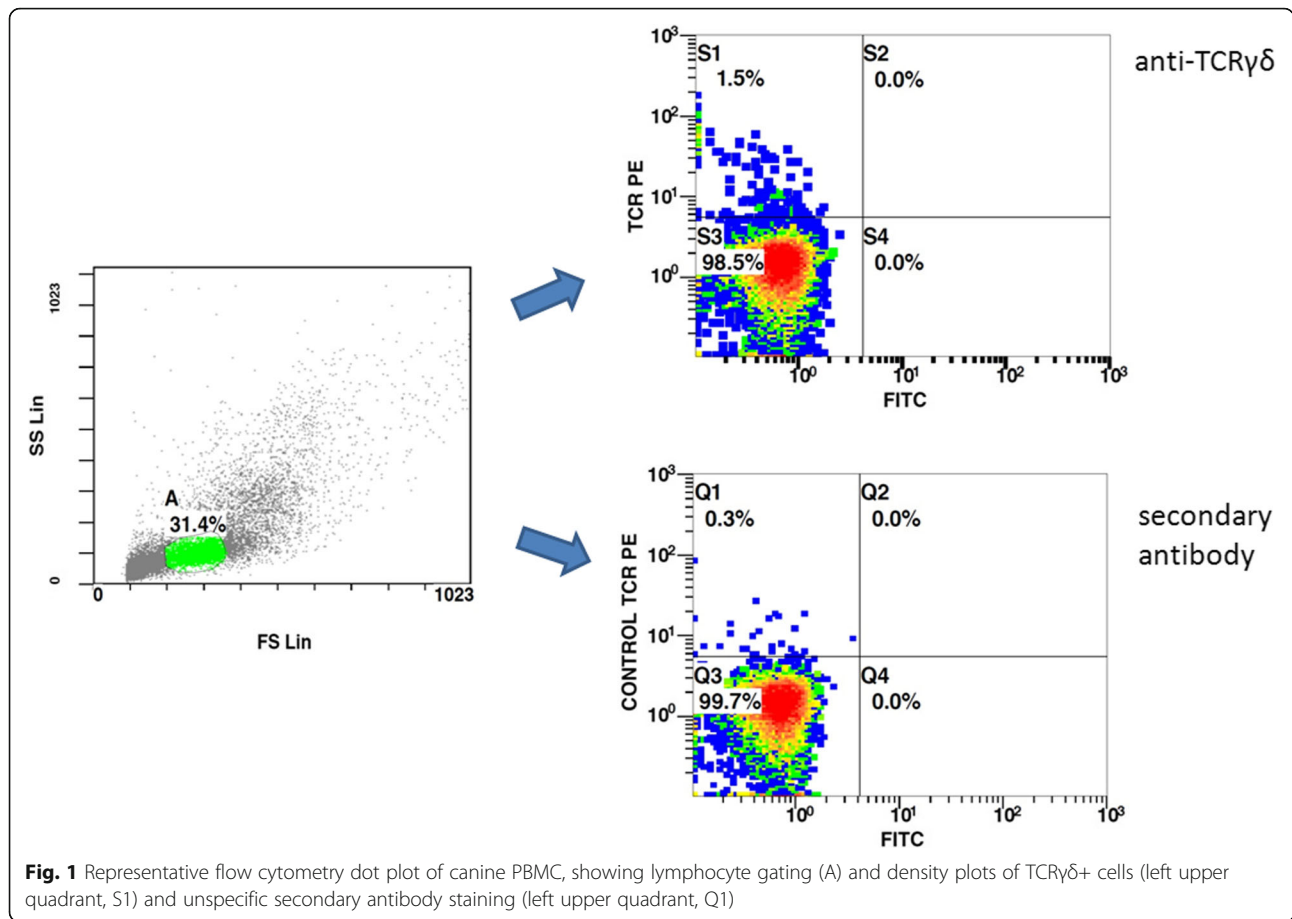 1023
SS Lin
0
A
31.4%
0
1023
FS Lin
10³
10²
10¹
10⁰
TCR PE
S1
1.5%
S2
0.0%
S3
98.5%
S4
0.0%
10⁰
10¹
10²
10³
FITC
anti-TCRγδ
10³
10²
10¹
10⁰
CONTROL TCR PE
Q1
0.3%
Q2
0.0%
Q3
99.7%
Q4
0.0%
10⁰
10¹
10²
10³
FITC
secondary
antibody
Fig. 1 Representative flow cytometry dot plot of canine PBMC, showing lymphocyte gating (A) and density plots of TCRγδ+ cells (left upper
quadrant, S1) and unspecific secondary antibody staining (left upper quadrant, Q1)